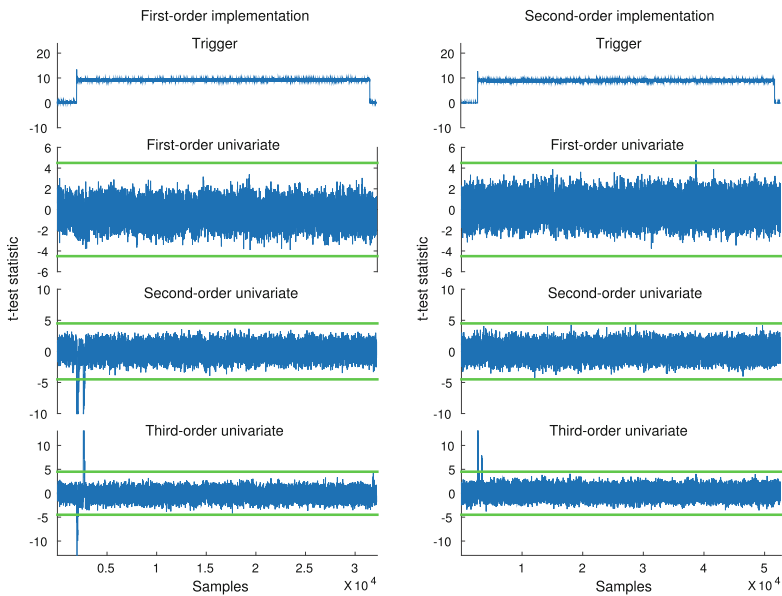 First-order implementation
Trigger
20
10
0
-10
First-order univariate
6
4
2
0
-2
-4
-6
Second-order univariate
10
5
0
-5
-10
Third-order univariate
10
5
0
-5
-10
t-test statistic
0.5 1 2 3
Samples
X 10 4
Second-order implementation
Trigger
20
10
0
-10
First-order univariate
6
4
2
0
-2
-4
-6
Second-order univariate
10
5
0
-5
-10
Third-order univariate
10
5
0
-5
-10
t-test statistic
1 2 3 4 5
Samples
X 10 4